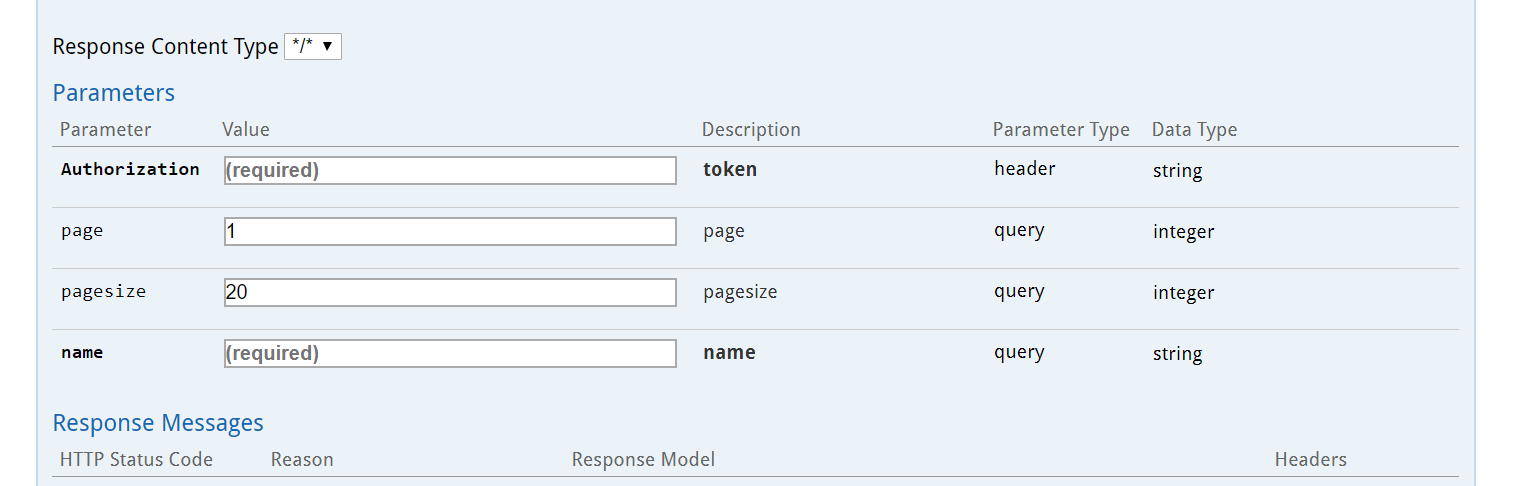 Response Content Type */* ▼
Parameters
Parameter Value Description Parameter Type Data Type
Authorization (required) token header string
page 1 page query integer
pagesize 20 pagesize query integer
name (required) name query string
Response Messages
HTTP Status Code Reason Response Model Headers